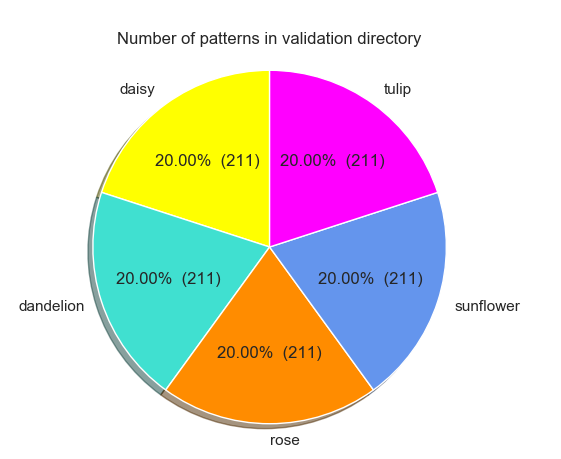 Number of patterns in validation directory
daisy
tulip
20.00%  (211)
20.00%  (211)
20.00%  (211)
20.00%  (211)
dandelion
sunflower
20.00%  (211)
rose